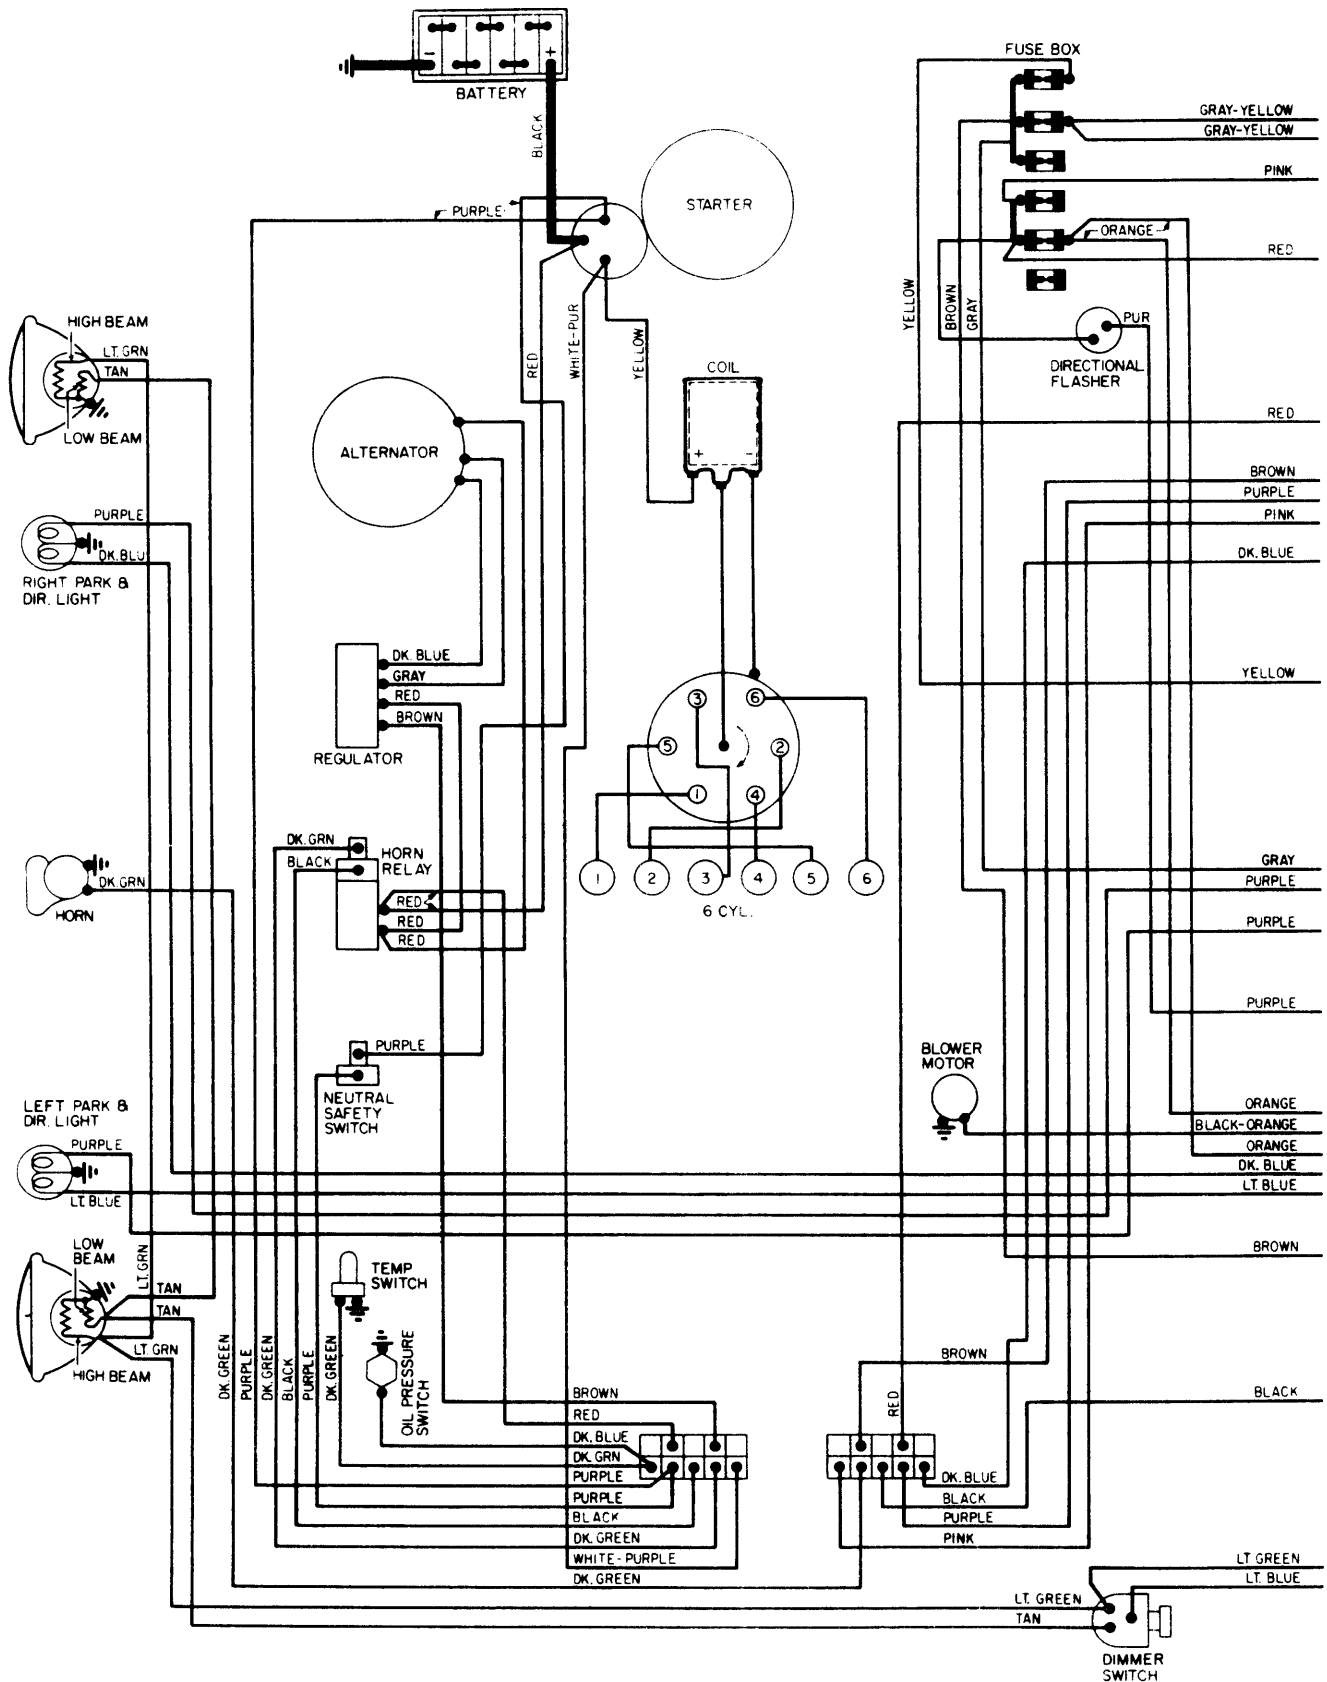 FUSE BOX
BATTERY
-
+
BLACK
GRAY-YELLOW
GRAY-YELLOW
PINK
STARTER
PURPLE
ORANGE
RED
YELLOW
BROWN
GRAY
PUR
DIRECTIONAL
FLASHER
HIGH BEAM
LT. GRN
TAN
LOW BEAM
RED
WHITE-PUR
YELLOW
COIL
+
-
ALTERNATOR
RED
BROWN
PURPLE
PINK
DK. BLUE
PURPLE
DK. BLU
RIGHT PARK &
DIR. LIGHT
DK. BLUE
GRAY
RED
BROWN
REGULATOR
YELLOW
3
6
5
2
1
4
DK. GRN
BLACK
HORN
RELAY
RED
RED
RED
1
2
3
4
5
6
6 CYL.
DK. GRN
HORN
GRAY
PURPLE
PURPLE
PURPLE
PURPLE
NEUTRAL
SAFETY
SWITCH
BLOWER
MOTOR
LEFT PARK &
DIR. LIGHT
PURPLE
LT. BLUE
ORANGE
BLACK-ORANGE
ORANGE
DK. BLUE
LT. BLUE
BROWN
LOW
BEAM
LT. GRN
TAN
TAN
LT. GRN
HIGH BEAM
TEMP
SWITCH
OIL PRESSURE
SWITCH
DK. GREEN
PURPLE
DK. GREEN
BLACK
PURPLE
DK. GREEN
BROWN
RED
DK. BLUE
DK. GRN
PURPLE
PURPLE
BLACK
DK. GREEN
WHITE-PURPLE
DK. GREEN
BROWN
RED
BLACK
DK. BLUE
BLACK
PURPLE
PINK
LT. GREEN
LT. BLUE
LT. GREEN
TAN
DIMMER
SWITCH